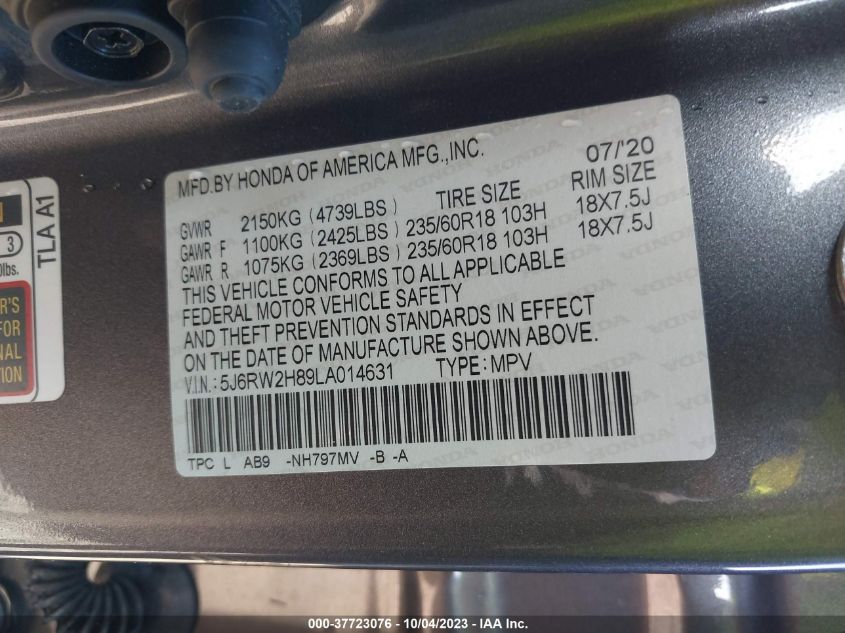 MFD.BY HONDA OF AMERICA MFG.,INC. 07/'20
TIRE SIZE RIM SIZE
GVWR 2150KG (4739LBS)
GAWR F 1100KG (2425LBS) 235/60R18 103H 18X7.5J
GAWR R 1075KG (2369LBS) 235/60R18 103H 18X7.5J
THIS VEHICLE CONFORMS TO ALL APPLICABLE
FEDERAL MOTOR VEHICLE SAFETY
AND THEFT PREVENTION STANDARDS IN EFFECT
ON THE DATE OF MANUFACTURE SHOWN ABOVE.
V.I.N.: 5J6RW2H89LA014631 TYPE: MPV
TPC L AB9 -NH797MV -B -A
TLA A1
3
FOR
000-37723076 - 10/04/2023 - IAA Inc.